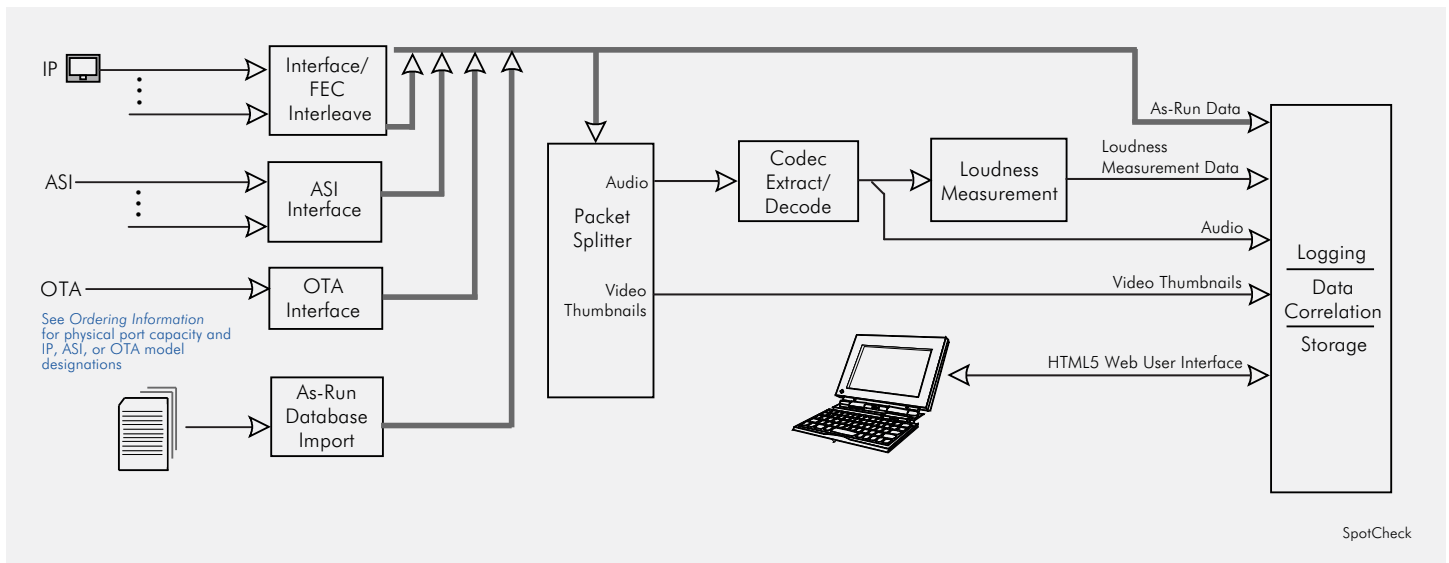 IP
Interface/
FEC
Interleave
ASI
ASI
Interface
OTA
OTA
Interface
See Ordering Information
for physical port capacity and
IP, ASI, or OTA model
designations
As-Run
Database
Import
Audio
Packet
Splitter
Video
Thumbnails
Codec
Extract/
Decode
Loudness
Measurement
As-Run Data
Loudness
Measurement Data
Audio
Video Thumbnails
HTML5 Web User Interface
Logging
Data
Correlation
Storage
SpotCheck